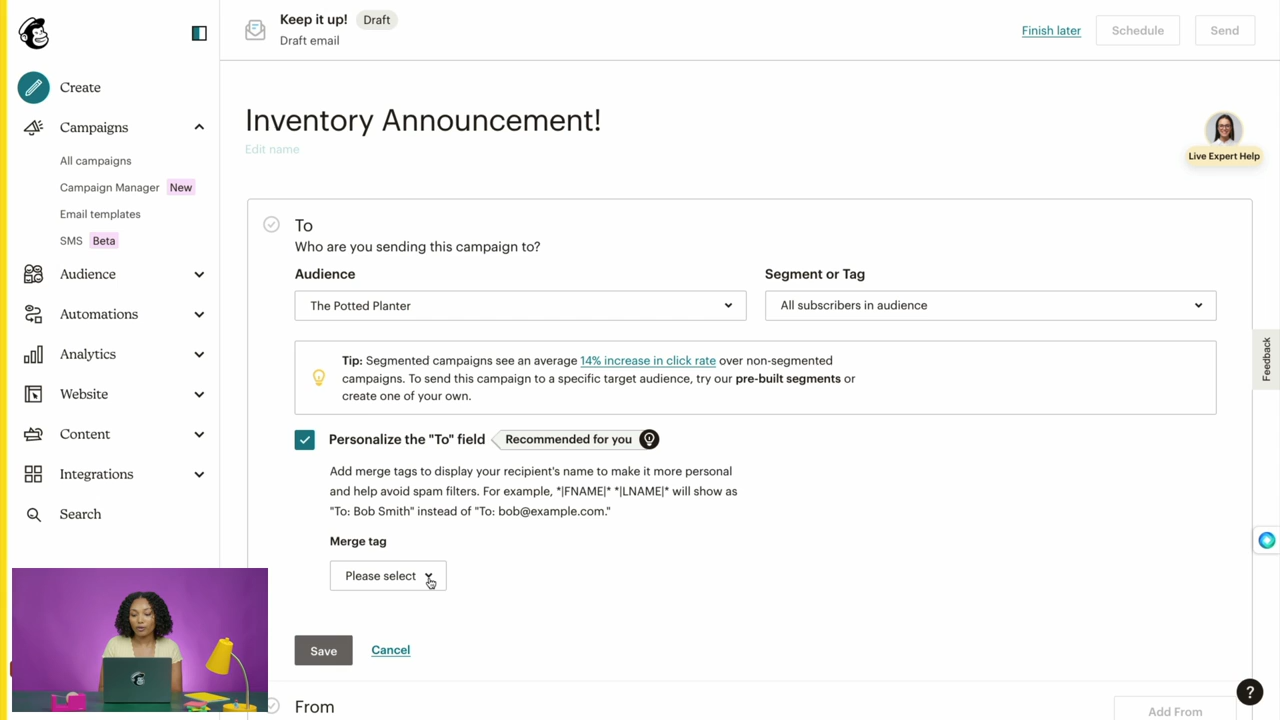 Keep it up! Draft
Draft email
Finish later
Schedule
Send
Create
Campaigns
All campaigns
Campaign Manager New
Email templates
SMS Beta
Audience
Automations
Analytics
Website
Content
Integrations
Search
Inventory Announcement!
Edit name
Live Expert Help
To
Who are you sending this campaign to?
Audience
The Potted Planter
Segment or Tag
All subscribers in audience
Tip: Segmented campaigns see an average 14% increase in click rate over non-segmented
campaigns. To send this campaign to a specific target audience, try our pre-built segments or
create one of your own.
Personalize the "To" field Recommended for you
Add merge tags to display your recipient's name to make it more personal
and help avoid spam filters. For example, *|FNAME|* *|LNAME|* will show as
"To: Bob Smith" instead of "To: bob@example.com."
Merge tag
Please select
Save
Cancel
From
Add From
Feedback
?